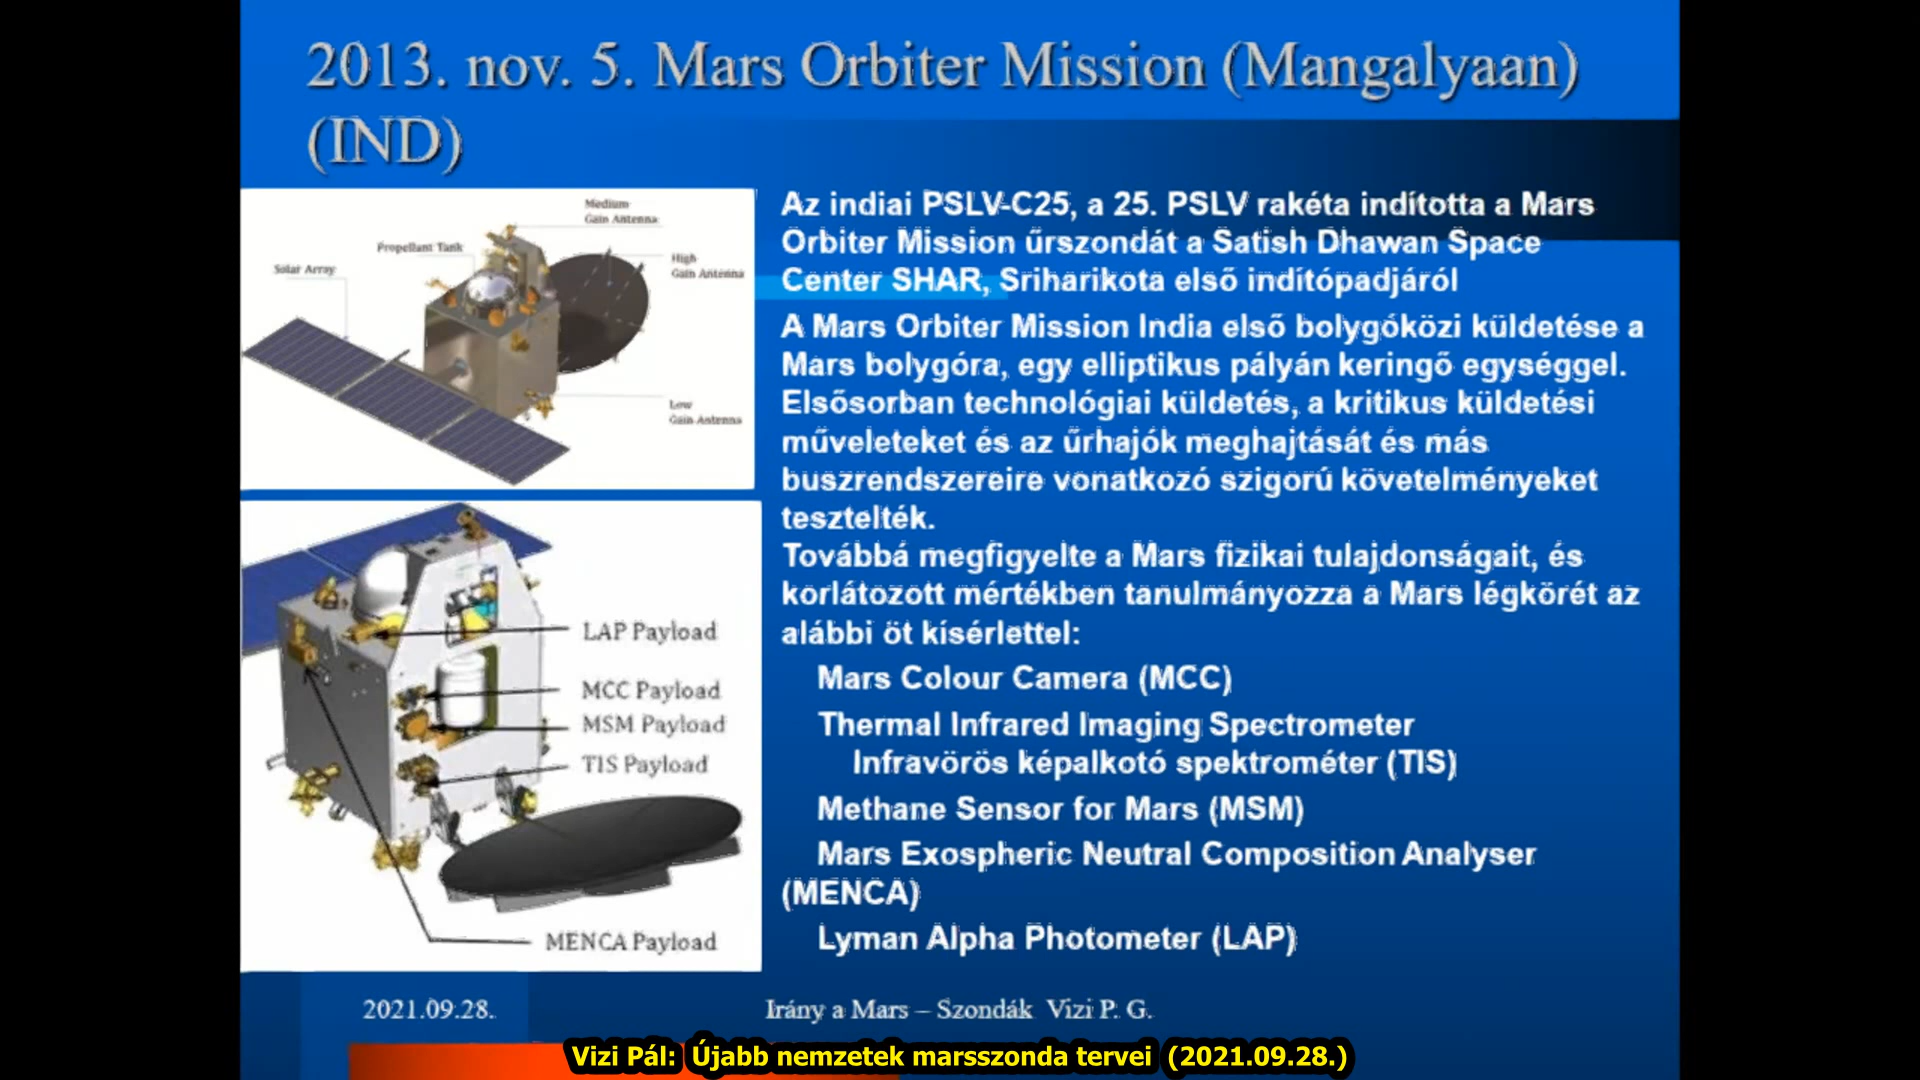 2013. nov. 5. Mars Orbiter Mission (Mangalyaan)
(IND)
Medium
Gain Antenna
Propellant Tank
High
Gain Antenna
Solar Array
Low
Gain Antenna
LAP Payload
MCC Payload
MSM Payload
TIS Payload
MENCA Payload
Az indiai PSLV-C25, a 25. PSLV rakéta indította a Mars
Orbiter Mission űrszondát a Satish Dhawan Space
Center SHAR, Sriharikota első indítópadjáról
A Mars Orbiter Mission India első bolygóközi küldetése a
Mars bolygóra, egy elliptikus pályán keringő egységgel.
Elsősorban technológiai küldetés, a kritikus küldetési
műveleteket és az űrhajók meghajtását és más
buszrendszereire vonatkozó szigorú követelményeket
tesztelték.
Továbbá megfigyelte a Mars fizikai tulajdonságait, és
korlátozott mértékben tanulmányozza a Mars légkörét az
alábbi öt kísérlettel:
Mars Colour Camera (MCC)
Thermal Infrared Imaging Spectrometer
Infravörös képalkotó spektrométer (TIS)
Methane Sensor for Mars (MSM)
Mars Exospheric Neutral Composition Analyser
(MENCA)
Lyman Alpha Photometer (LAP)
2021.09.28.
Irány a Mars – Szondák Vizi P. G.
Vizi Pál: Újabb nemzetek marsszonda tervei (2021.09.28.)